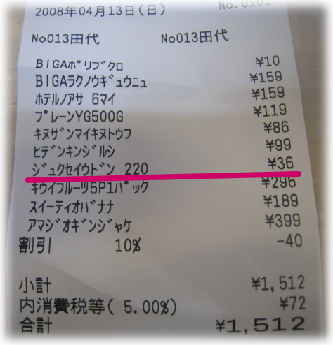 2008年04月13日(日) No.0101
No013田代 No013田代
BIGAポリブクロ ¥10
BIGAラクノウギュウニュ ¥159
ホテルノアサ 6マイ ¥159
プレーンYG500G ¥119
キヌザンマイキヌトウフ ¥86
ヒデンキンジルシ ¥99
ジュクセイウドン 220 ¥36
キウイフルーツ5P1パック ¥296
スイーティオバナナ ¥189
アマジオギンジャケ ¥399
割引 10% -40
小計 ¥1,512
内消費税等( 5.00%) ¥72
合計 ¥1,512